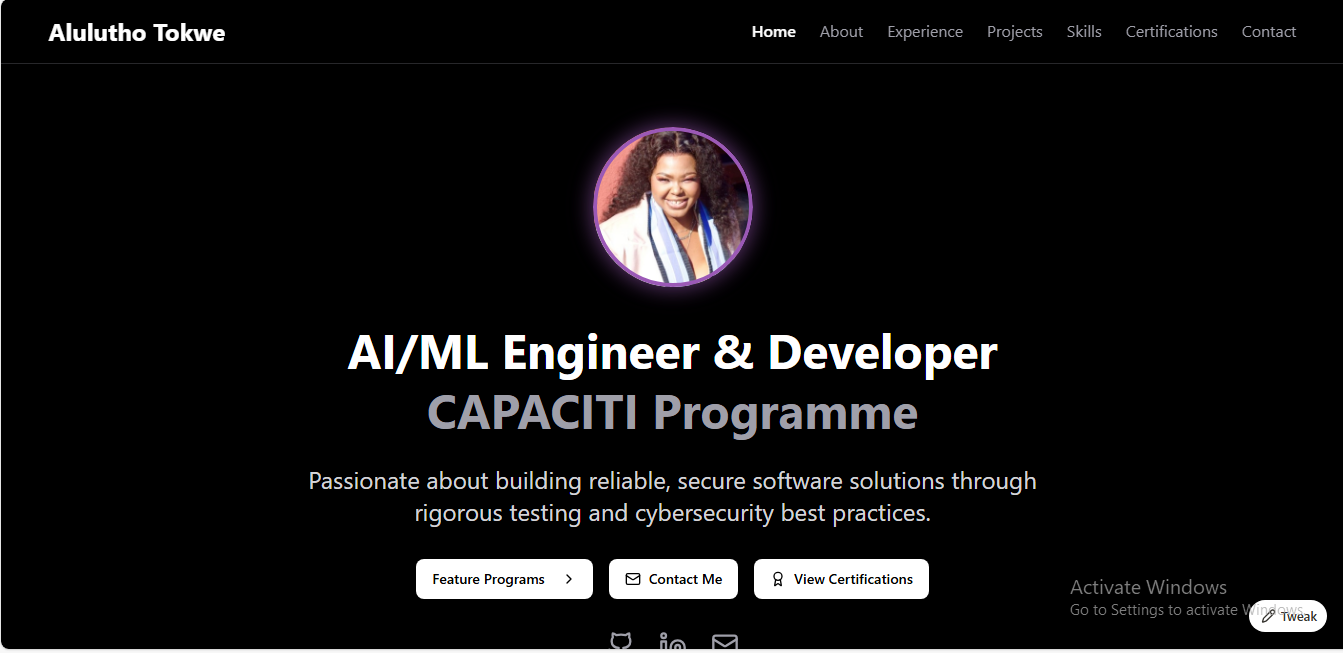 Alulutho Tokwe
Home About Experience Projects Skills Certifications Contact
AI/ML Engineer & Developer
CAPACITI Programme
Passionate about building reliable, secure software solutions through
rigorous testing and cybersecurity best practices.
Feature Programs
Contact Me
View Certifications
Activate Windows
Go to Settings to activate Windows.
Tweak